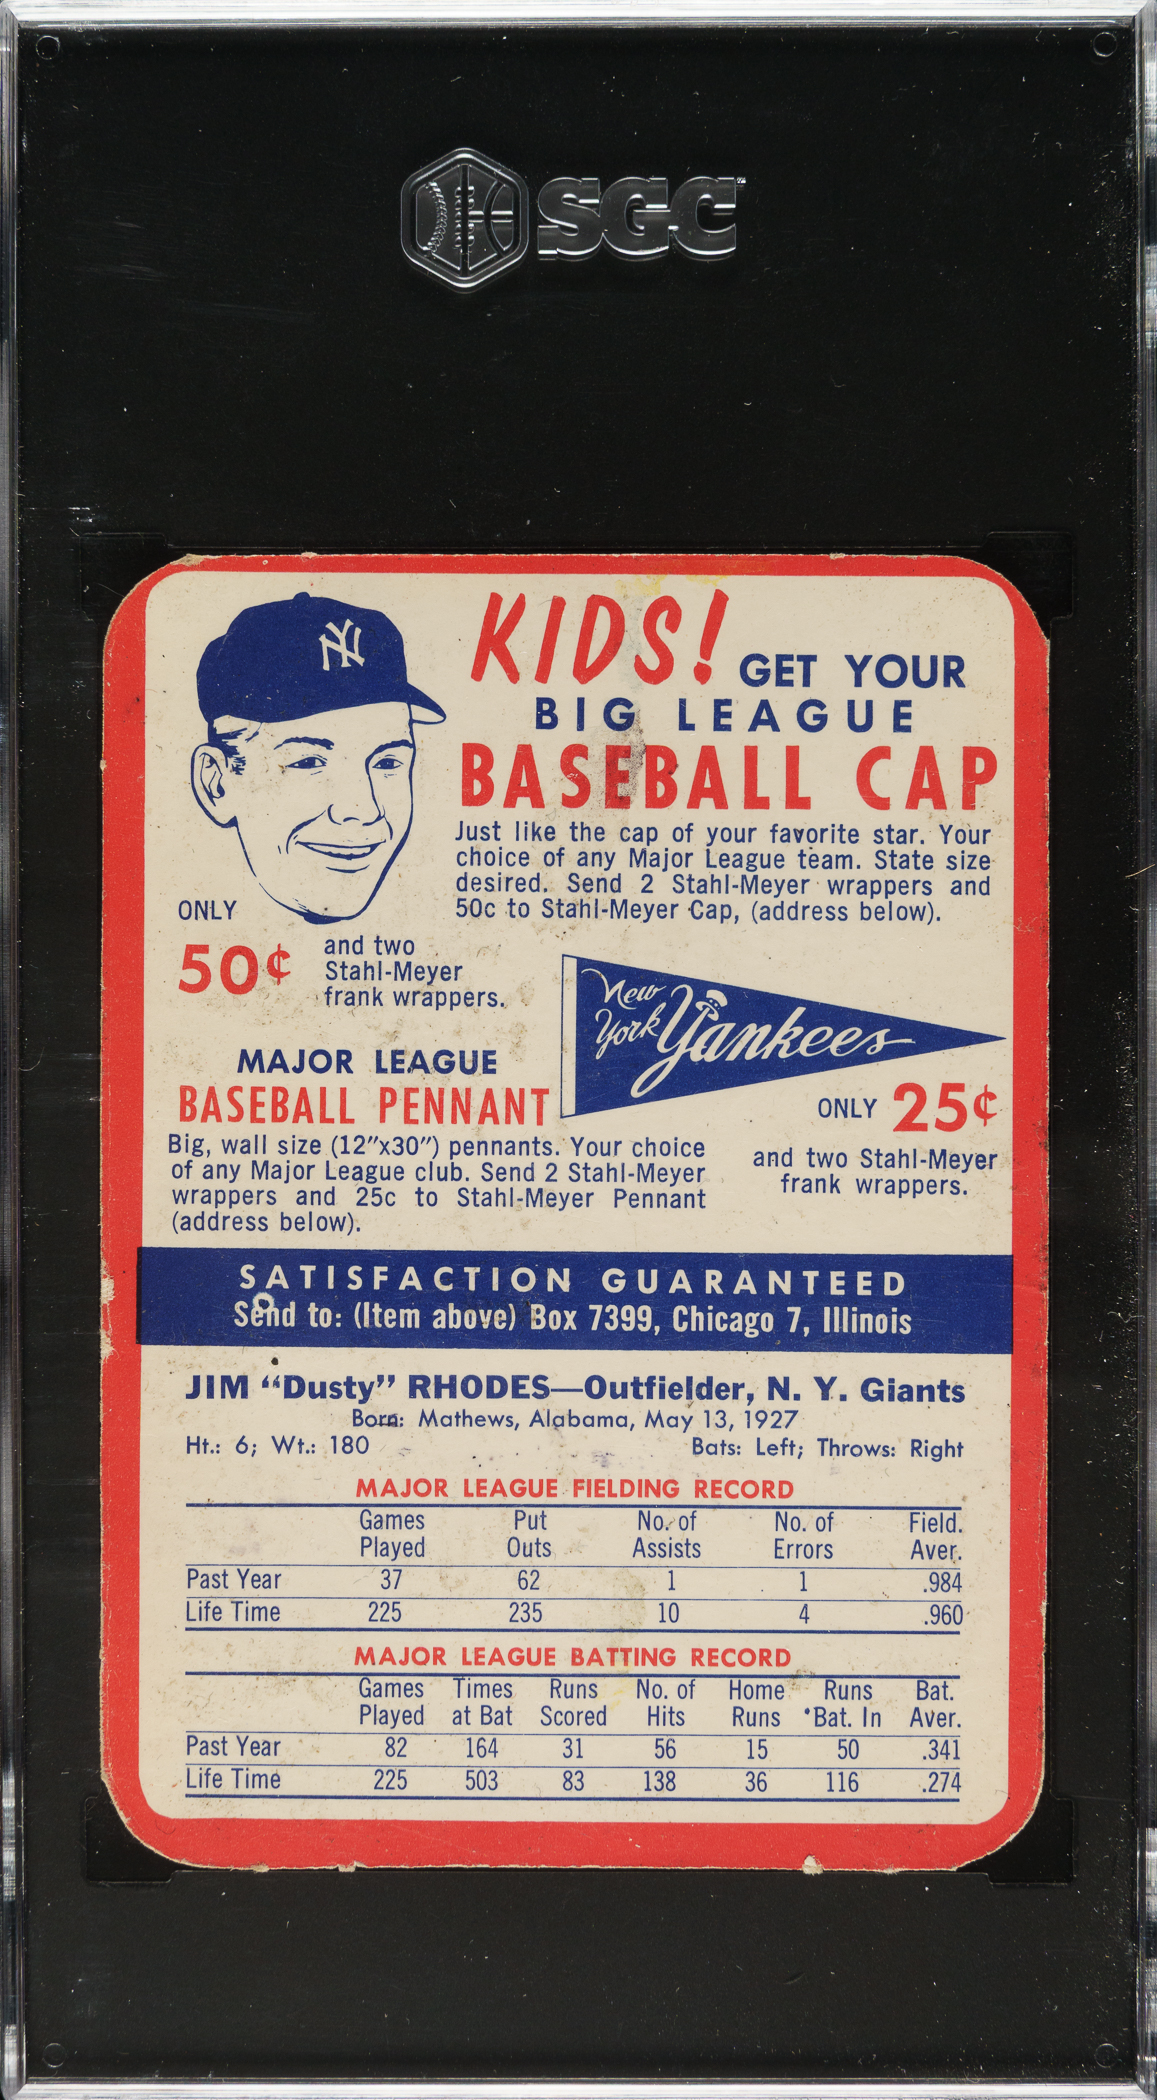 SGC
KIDS! GET YOUR
BIG LEAGUE
BASEBALL CAP
Just like the cap of your favorite star. Your
choice of any Major League team. State size
desired. Send 2 Stahl-Meyer wrappers and
50c to Stahl-Meyer Cap, (address below).
NY
ONLY
50¢
and two
Stahl-Meyer
frank wrappers.
New
York Yankees
MAJOR LEAGUE
BASEBALL PENNANT
Big, wall size (12"x30") pennants. Your choice
of any Major League club. Send 2 Stahl-Meyer
wrappers and 25c to Stahl-Meyer Pennant
(address below).
ONLY 25¢
and two Stahl-Meyer
frank wrappers.
SATISFACTION GUARANTEED
Send to: (Item above) Box 7399, Chicago 7, Illinois
JIM “Dusty” RHODES—Outfielder, N. Y. Giants
Born: Mathews, Alabama, May 13, 1927
Ht.: 6; Wt.: 180 Bats: Left; Throws: Right
MAJOR LEAGUE FIELDING RECORD
Games Put No. of No. of Field.
Played Outs Assists Errors Aver.
Past Year 37 62 1 1 .984
Life Time 225 235 10 4 .960
MAJOR LEAGUE BATTING RECORD
Games Times Runs No. of Home Runs Bat.
Played at Bat Scored Hits Runs Bat. In Aver.
Past Year 82 164 31 56 15 50 .341
Life Time 225 503 83 138 36 116 .274